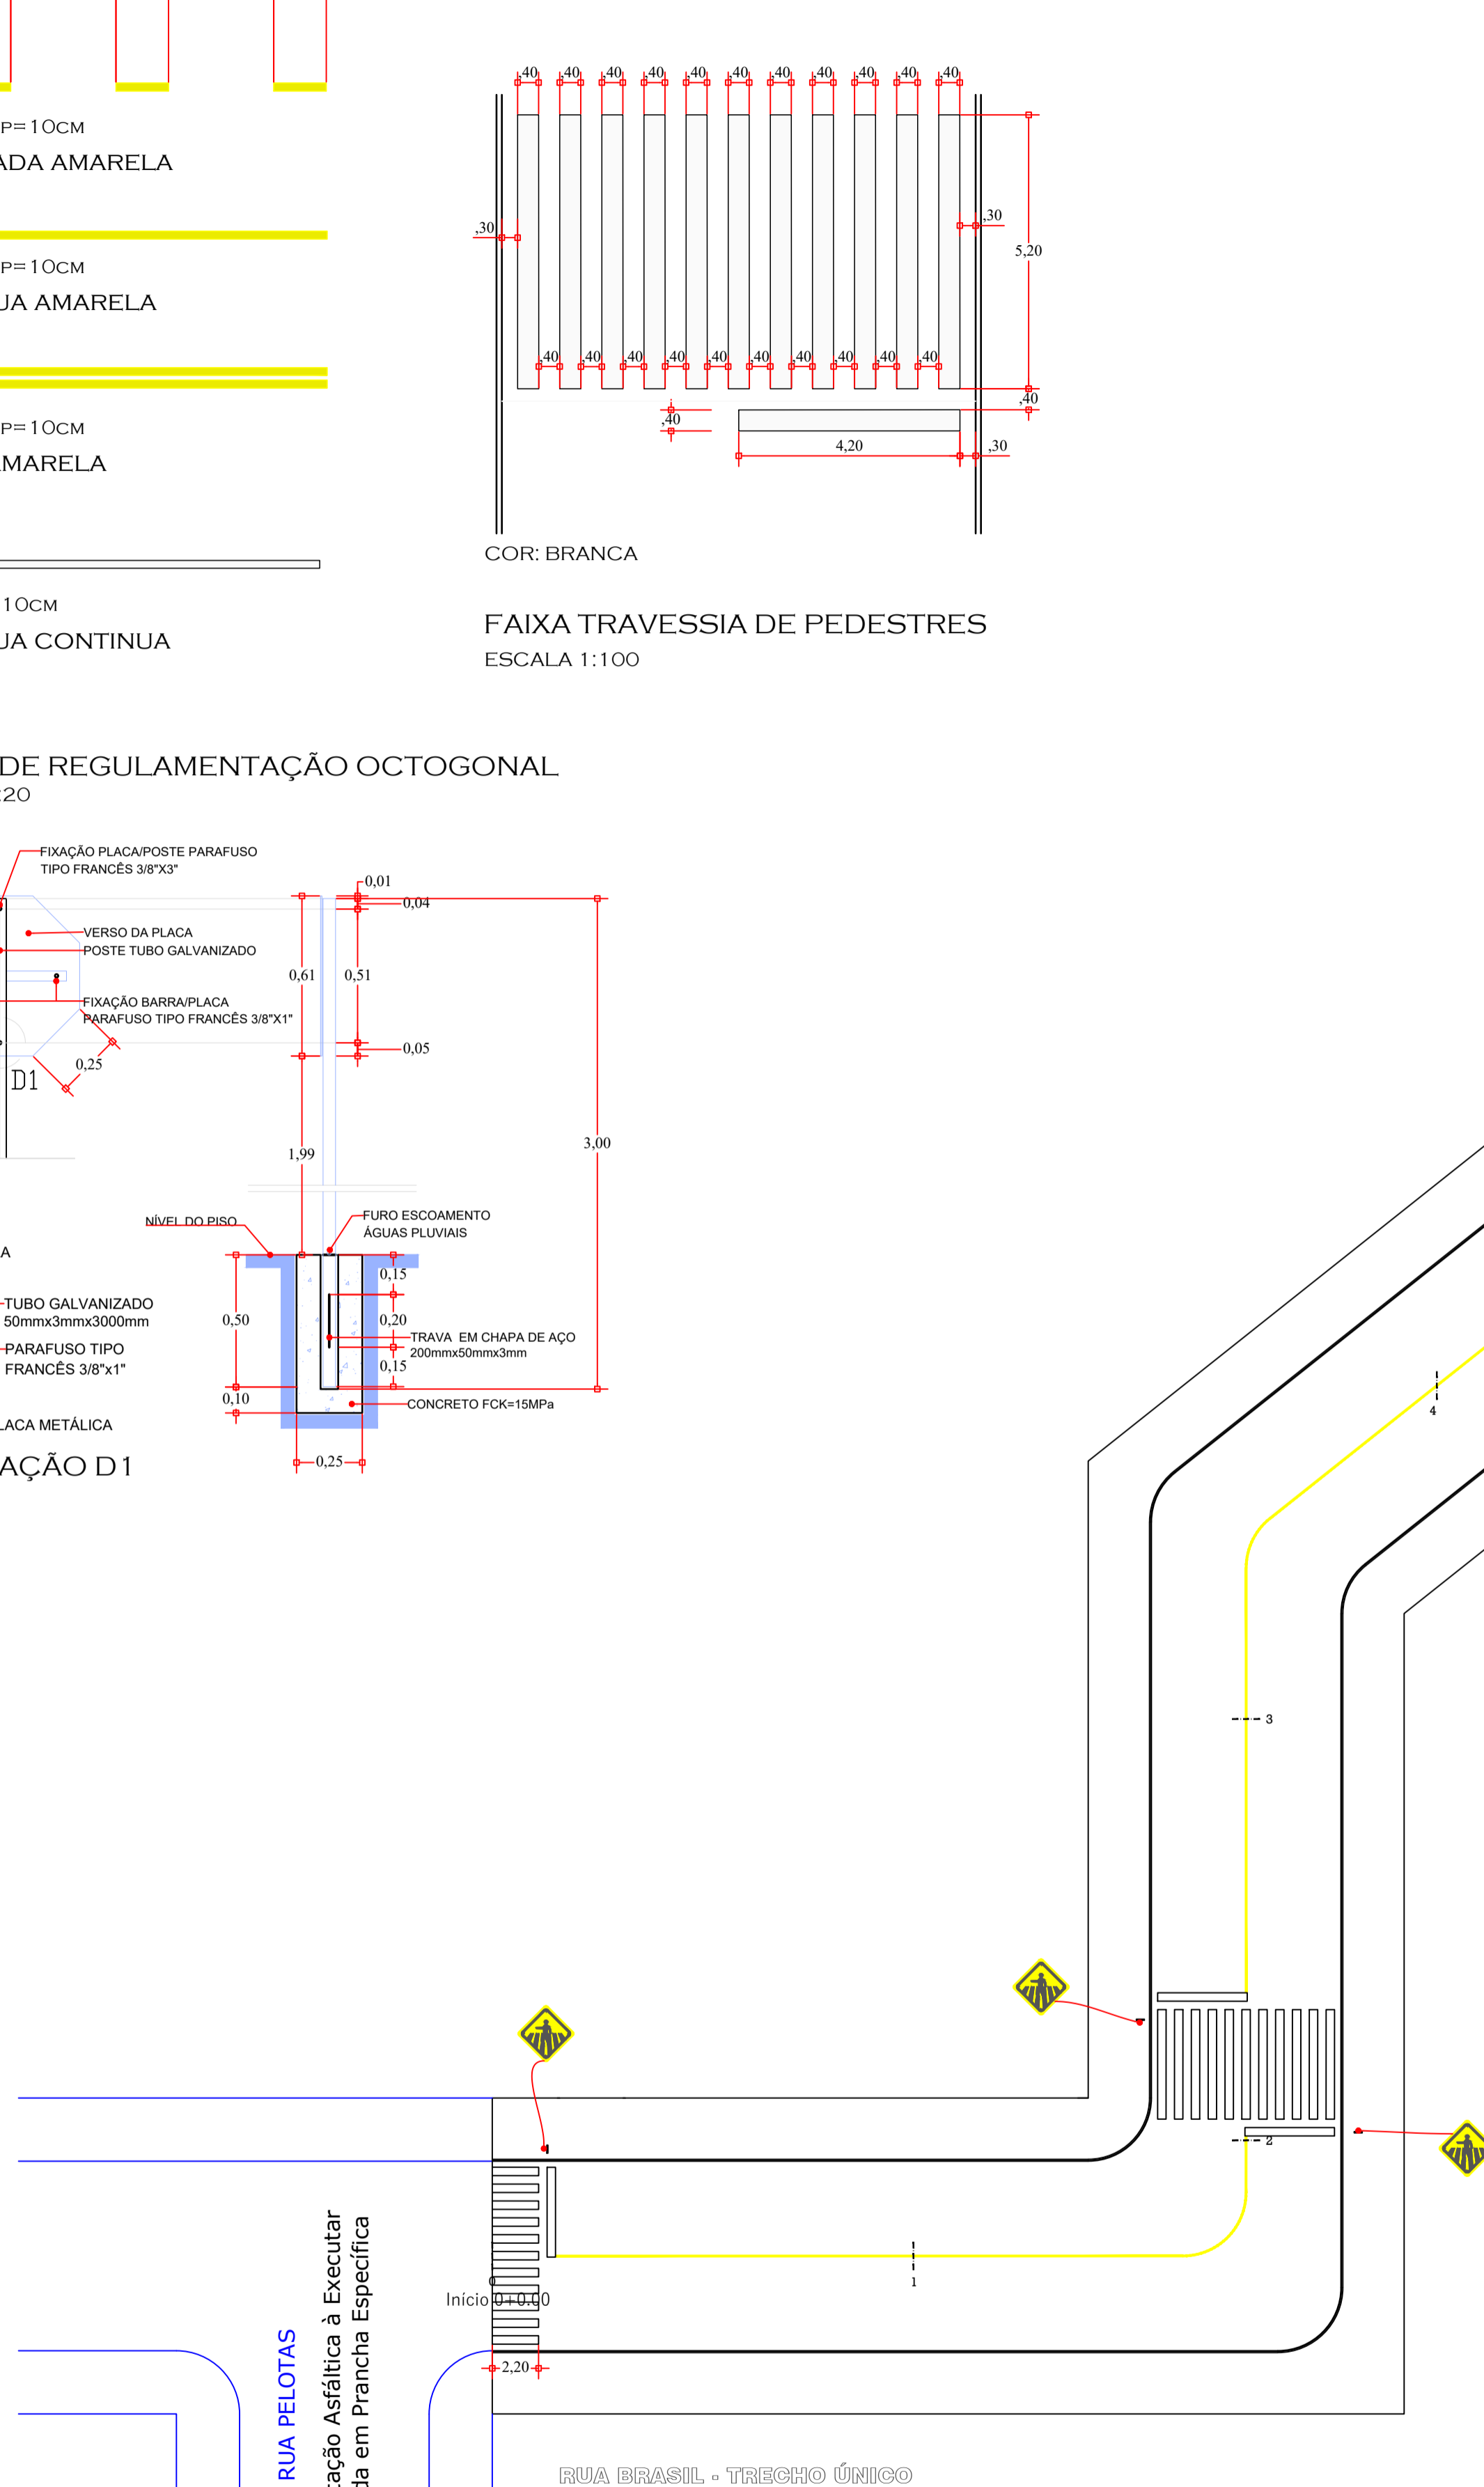 P=10CM
ADA AMARELA
P=10CM
UA AMARELA
P=10CM
AMARELA
10CM
UA CONTINUA
,40 ,40 ,40 ,40 ,40 ,40 ,40 ,40 ,40 ,40 ,40
,30
,30
5,20
,40 ,40 ,40 ,40 ,40 ,40 ,40 ,40 ,40 ,40
,40
,40
4,20
,30
COR: BRANCA
FAIXA TRAVESSIA DE PEDESTRES
ESCALA 1:100
DE REGULAMENTAÇÃO OCTOGONAL
:20
FIXAÇÃO PLACA/POSTE PARAFUSO
TIPO FRANCÊS 3/8"X3"
VERSO DA PLACA
POSTE TUBO GALVANIZADO
FIXAÇÃO BARRA/PLACA
PARAFUSO TIPO FRANCÊS 3/8"X1"
0,25
D1
0,01
0,04
0,61
0,51
0,05
3,00
1,99
NÍVEL DO PISO
FURO ESCOAMENTO
ÁGUAS PLUVIAIS
A
TUBO GALVANIZADO
50mmx3mmx3000mm
PARAFUSO TIPO
FRANCÊS 3/8"x1"
LACA METÁLICA
AÇÃO D1
0,15
0,50
0,20
TRAVA EM CHAPA DE AÇO
200mmx50mmx3mm
0,15
0,10
CONCRETO FCK=15MPa
0,25
4
3
2
1
0
Início 0+0.00
2,20
RUA PELOTAS
cação Asfáltica à Executar
da em Prancha Específica
RUA BRASIL - TRECHO ÚNICO